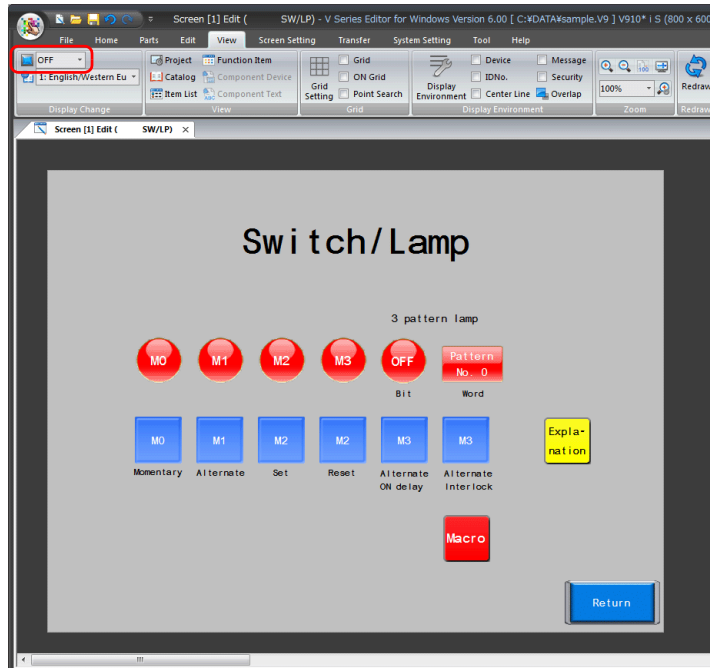 Screen [1] Edit (      SW/LP) - V Series Editor for Windows Version 6.00 [ C:¥DATA¥sample.V9 ] V910* i S (800 x 600
File Home Parts Edit View Screen Setting Transfer System Setting Tool Help
OFF Project Function Item Grid Device Message
1: English/Western Eu Catalog Component Device Grid Setting ON Grid Display Environment IDNo. Security 100% Redraw
Item List Component Text Point Search Center Line Overlap
Display Change View Grid Display Environment Zoom Redraw
Screen [1] Edit (      SW/LP) ×
Switch/Lamp
3 pattern lamp
M0 M1 M2 M3 OFF Pattern
No. 0
Bit Word
M0 M1 M2 M2 M3 M3 Expla-
nation
Momentary Alternate Set Reset Alternate Alternate
ON delay Interlock
Macro
Return